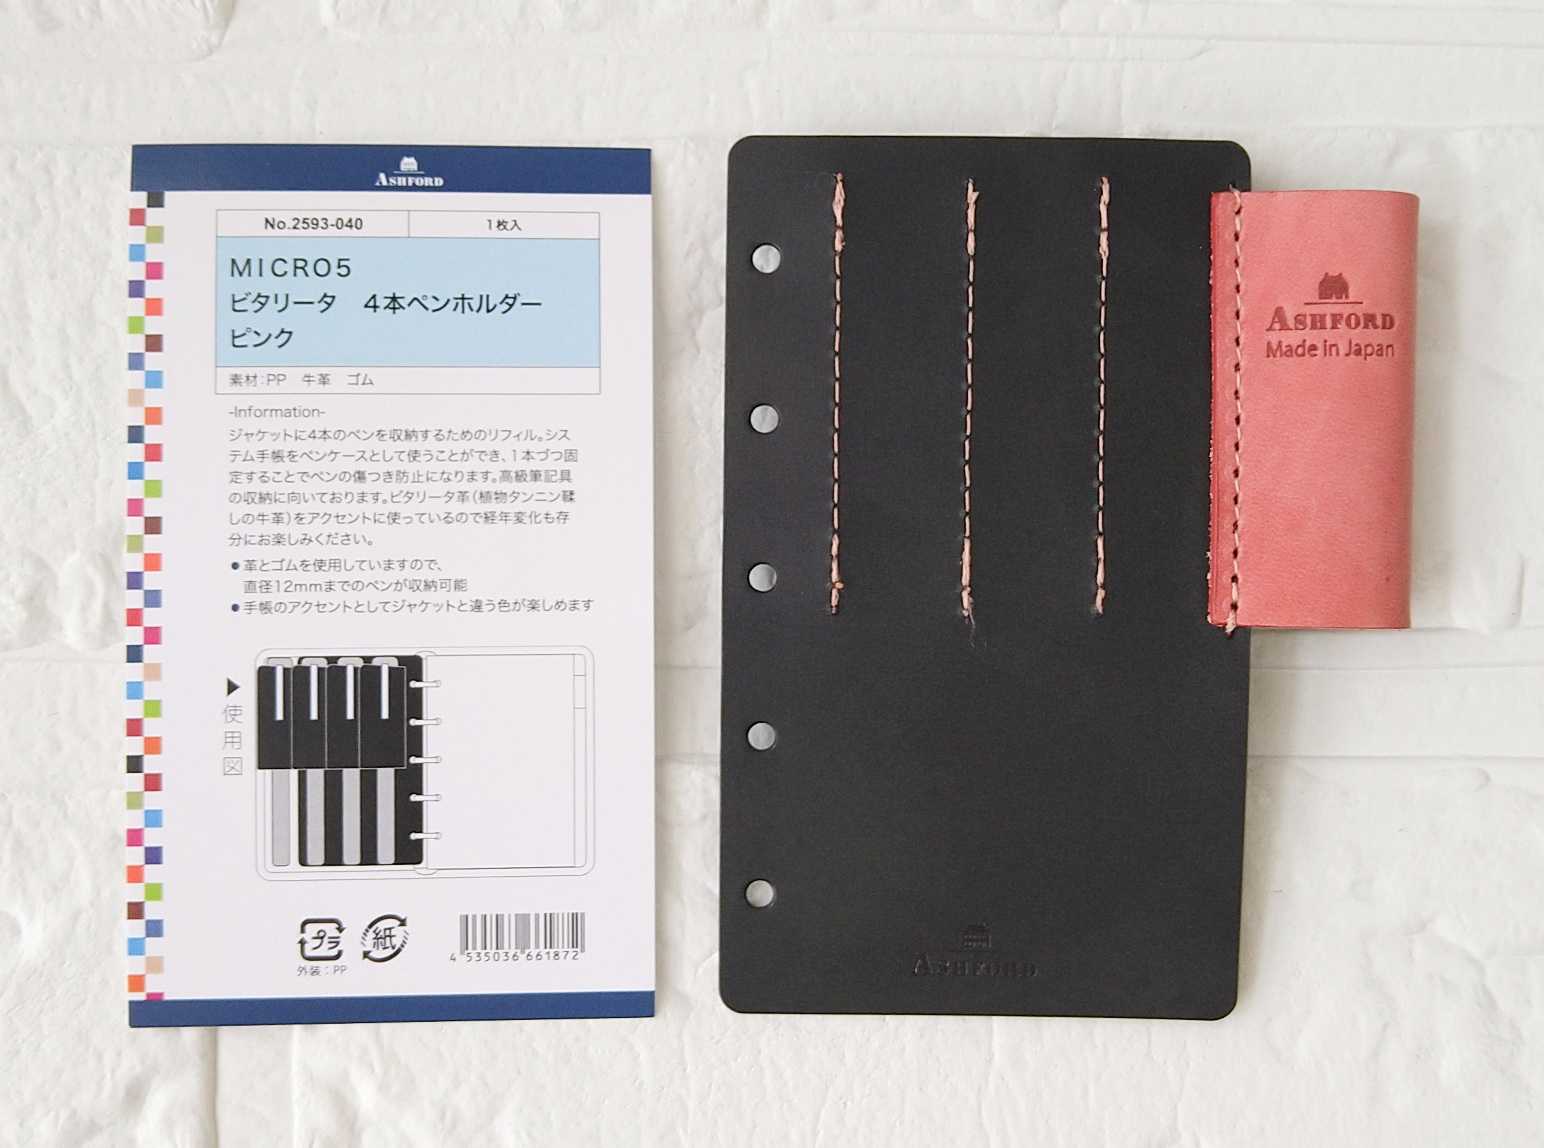 ASHFORD
No.2593-040
1枚入
MICRO5
ビタリータ 4本ペンホルダー
ピンク
素材：PP 牛革 ゴム
-Information-
ジャケットに4本のペンを収納するためのリフィル。シス
テム手帳をペンケースとして使うことができ、1本づつ固
定することでペンの傷つき防止になります。高級筆記具
の収納に向いております。ビタリータ革（植物タンニン鞣
しの牛革）をアクセントに使っているので経年変化も存
分にお楽しみください。
●革とゴムを使用していますので、
直径12mmまでのペンが収納可能
●手帳のアクセントとしてジャケットと違う色が楽しめます
▶使用図
プラ
紙
外装：PP
4 535036 661872
ASHFORD
Made in Japan
ASHFORD